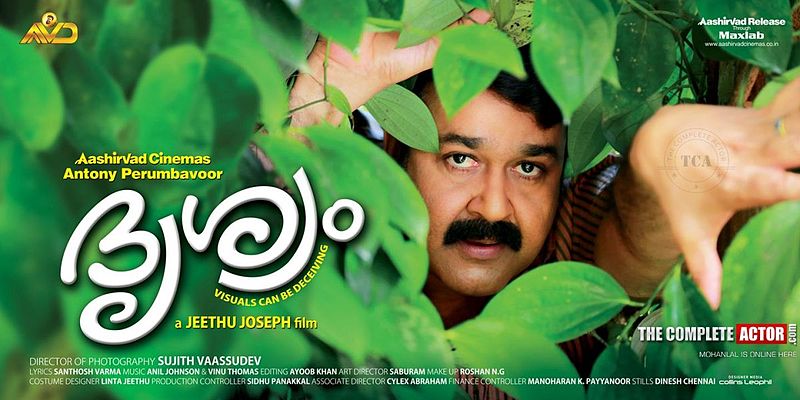 AVD
AashirVad Release
Through
Maxlab
www.aashirvadcinemas.co.in
THE COMPLETE ACTOR
TCA
AashirVad Cinemas
Antony Perumbavoor
ദൃശ്യം
VISUALS CAN BE DECEIVING
a JEETHU JOSEPH film
THE COMPLETE ACTOR.com
MOHANLAL IS ONLINE HERE
DIRECTOR OF PHOTOGRAPHY SUJITH VAASSUDEV
LYRICS SANTHOSH VARMA MUSIC ANIL JOHNSON & VINU THOMAS EDITING AYOOB KHAN ART DIRECTOR SABURAM MAKE UP ROSHAN N.G
COSTUME DESIGNER LINTA JEETHU PRODUCTION CONTROLLER SIDHU PANAKKAL ASSOCIATE DIRECTOR CYLEX ABRAHAM FINANCE CONTROLLER MANOHARAN K. PAYYANOOR STILLS DINESH CHENNAI
DESIGNER MEDIA
collins Leophil